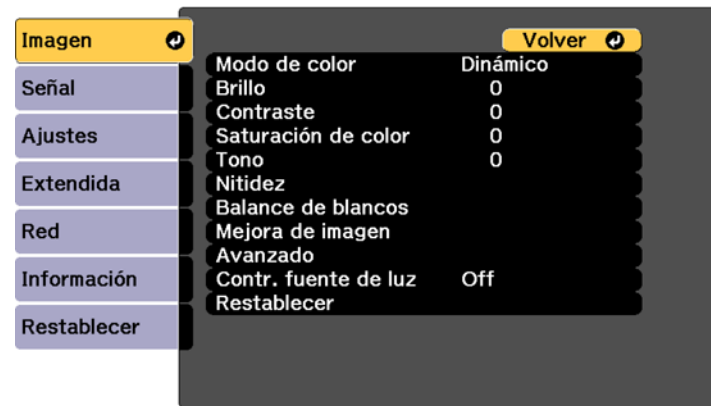 Imagen
Señal
Ajustes
Extendida
Red
Información
Restablecer
Volver
Modo de color Dinámico
Brillo 0
Contraste 0
Saturación de color 0
Tono 0
Nitidez
Balance de blancos
Mejora de imagen
Avanzado
Contr. fuente de luz Off
Restablecer